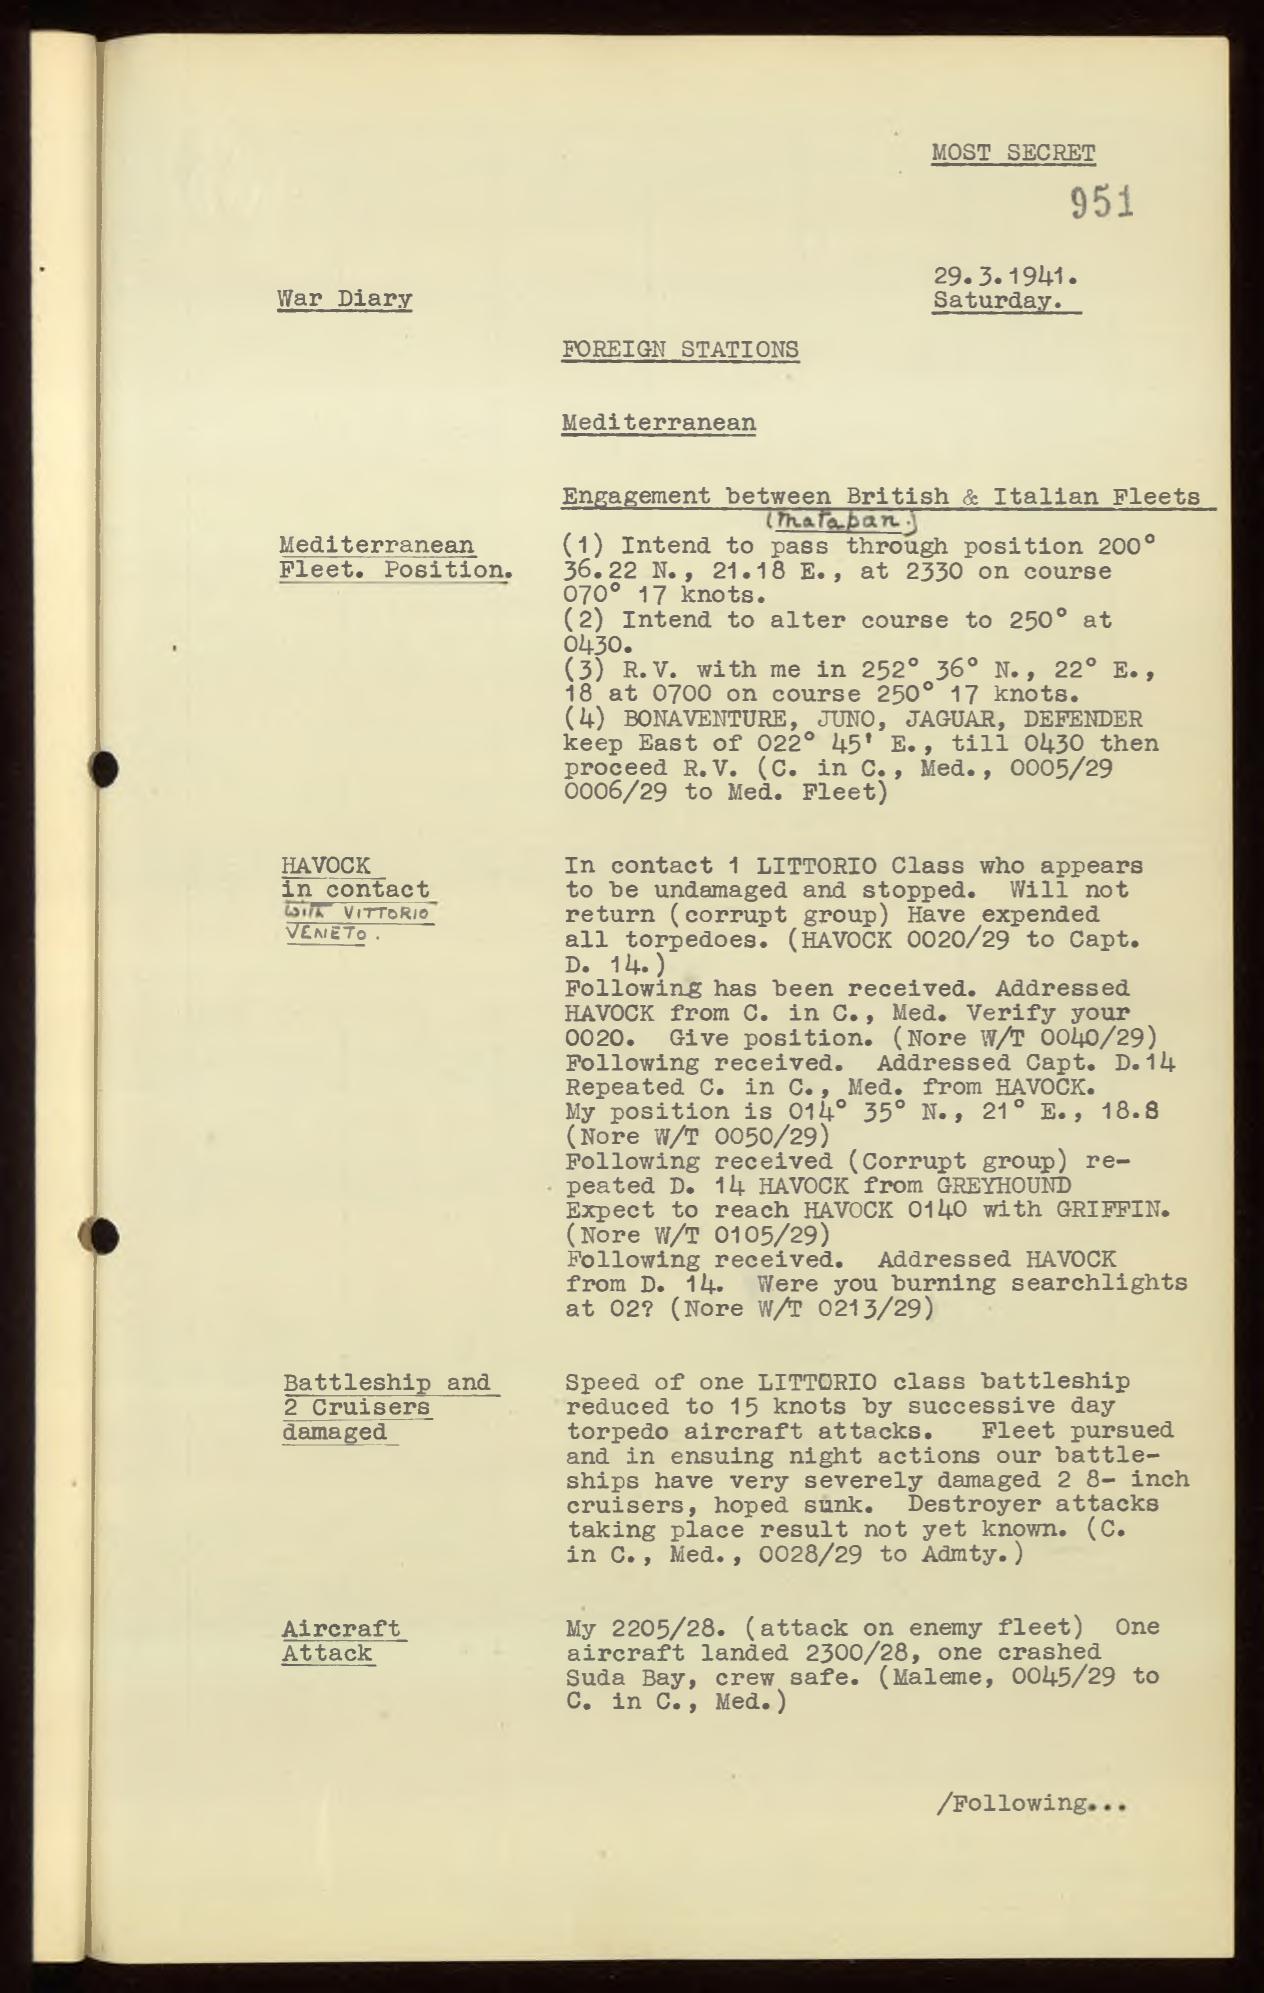 MOST SECRET
951
29.3.1941.
War Diary
Saturday.
FOREIGN STATIONS
Mediterranean
Engagement between British & Italian Fleets
(Matapan.)
Mediterranean
Fleet. Position.
(1) Intend to pass through position 200°
36.22 N., 21.18 E., at 2330 on course
070° 17 knots.
(2) Intend to alter course to 250° at
0430.
(3) R.V. with me in 252° 36° N., 22° E.,
18 at 0700 on course 250° 17 knots.
(4) BONAVENTURE, JUNO, JAGUAR, DEFENDER
keep East of 022° 45' E., till 0430 then
proceed R.V. (C. in C., Med., 0005/29
0006/29 to Med. Fleet)
HAVOCK
in contact
with VITTORIO
VENETO.
In contact 1 LITTORIO Class who appears
to be undamaged and stopped. Will not
return (corrupt group) Have expended
all torpedoes. (HAVOCK 0020/29 to Capt.
D. 14.)
Following has been received. Addressed
HAVOCK from C. in C., Med. Verify your
0020. Give position. (Nore W/T 0040/29)
Following received. Addressed Capt. D.14
Repeated C. in C., Med. from HAVOCK.
My position is 014° 35° N., 21° E., 18.8
(Nore W/T 0050/29)
Following received (Corrupt group) re-
peated D. 14 HAVOCK from GREYHOUND
Expect to reach HAVOCK 0140 with GRIFFIN.
(Nore W/T 0105/29)
Following received. Addressed HAVOCK
from D. 14. Were you burning searchlights
at 02? (Nore W/T 0213/29)
Battleship and
2 Cruisers
damaged
Speed of one LITTORIO class battleship
reduced to 15 knots by successive day
torpedo aircraft attacks. Fleet pursued
and in ensuing night actions our battle-
ships have very severely damaged 2 8- inch
cruisers, hoped sunk. Destroyer attacks
taking place result not yet known. (C.
in C., Med., 0028/29 to Admty.)
Aircraft
Attack
My 2205/28. (attack on enemy fleet) One
aircraft landed 2300/28, one crashed
Suda Bay, crew safe. (Maleme, 0045/29 to
C. in C., Med.)
/Following...